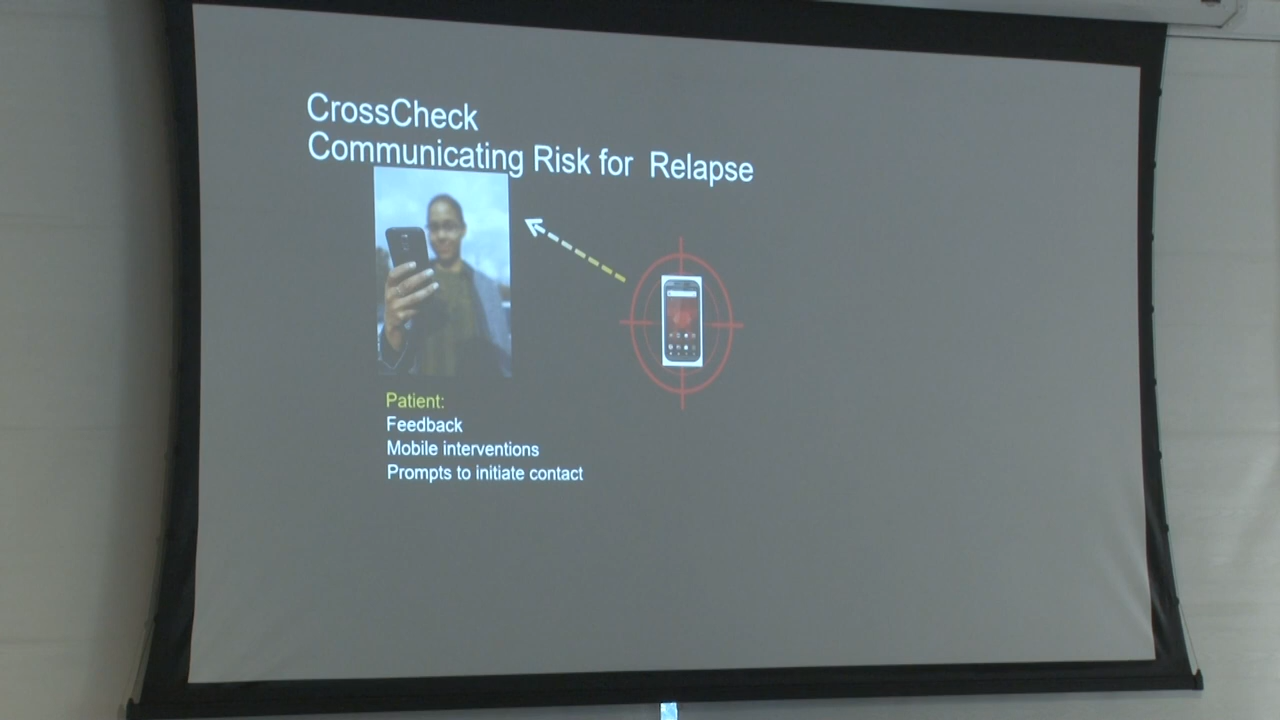 CrossCheck
Communicating Risk for Relapse
Patient:
Feedback
Mobile interventions
Prompts to initiate contact